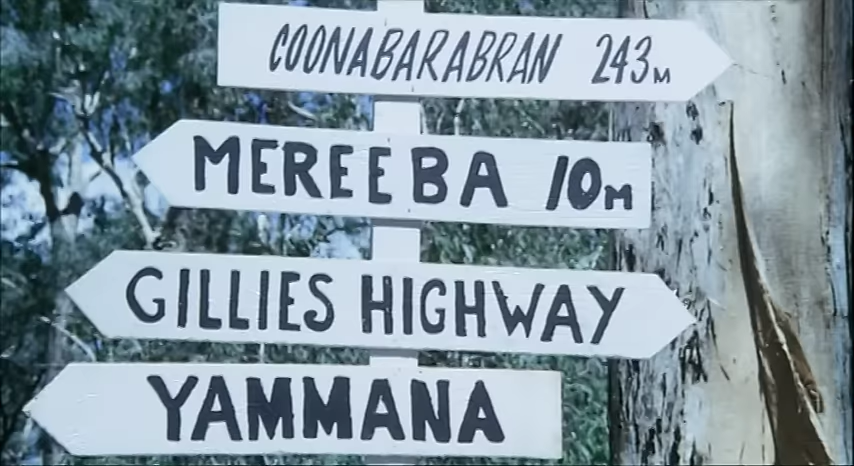 COONABARABRAN 243M
MEREEBA 10M
GILLIES HIGHWAY
YAMMANA